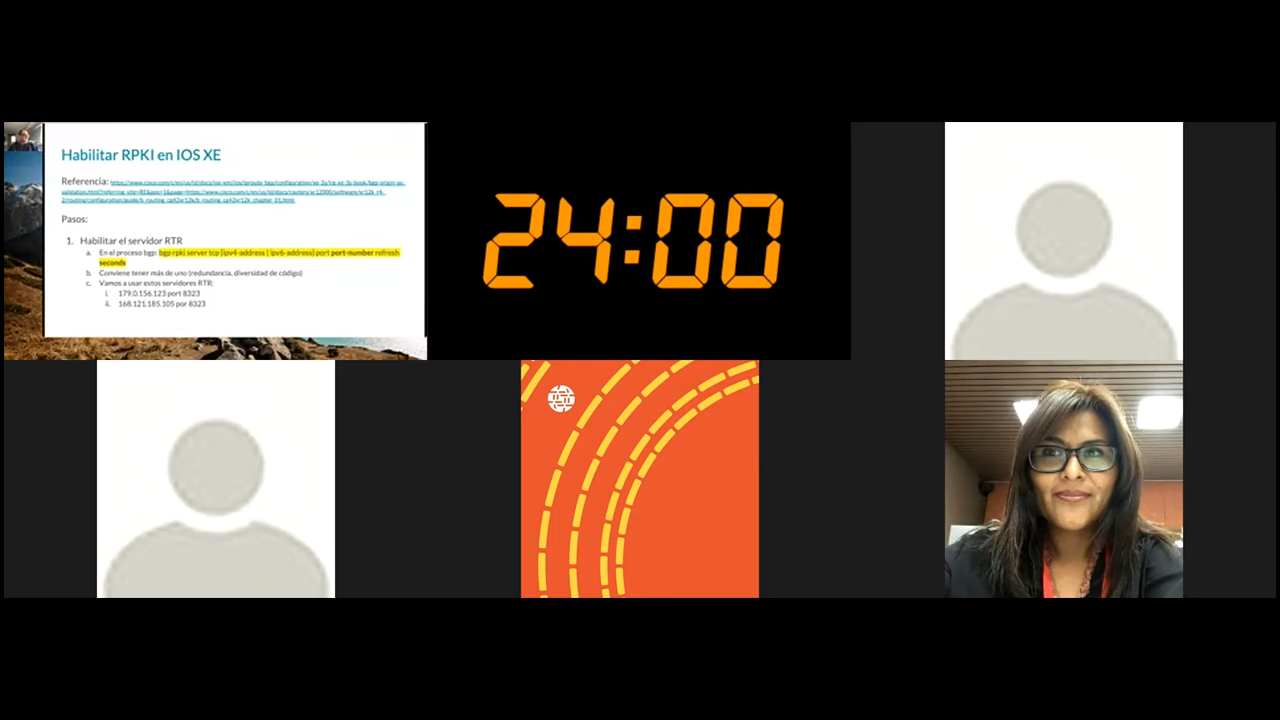 Habilitar RPKI en IOS XE
Referencia:
Pasos:
1. Habilitar el servidor RTR
a. En el proceso bgp: bgp rpki server tcp {ipv4-address | ipv6-address} port port-number refresh
seconds
b. Conviene tener más de uno (redundancia, diversidad de código)
c. Vamos a usar estos servidores RTR:
i. 179.0.156.123 port 8323
ii. 168.121.185.105 por 8323
24:00